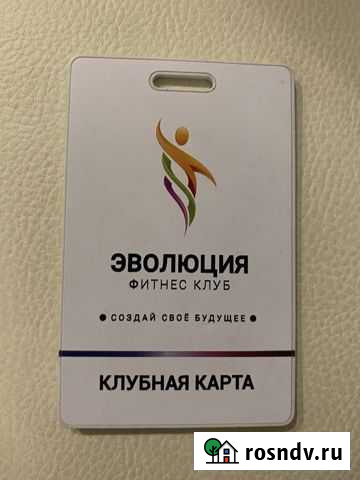 ЭВОЛЮЦИЯ
ФИТНЕС КЛУБ
• СОЗДАЙ СВОЁ БУДУЩЕЕ •
КЛУБНАЯ КАРТА
rosndv.ru